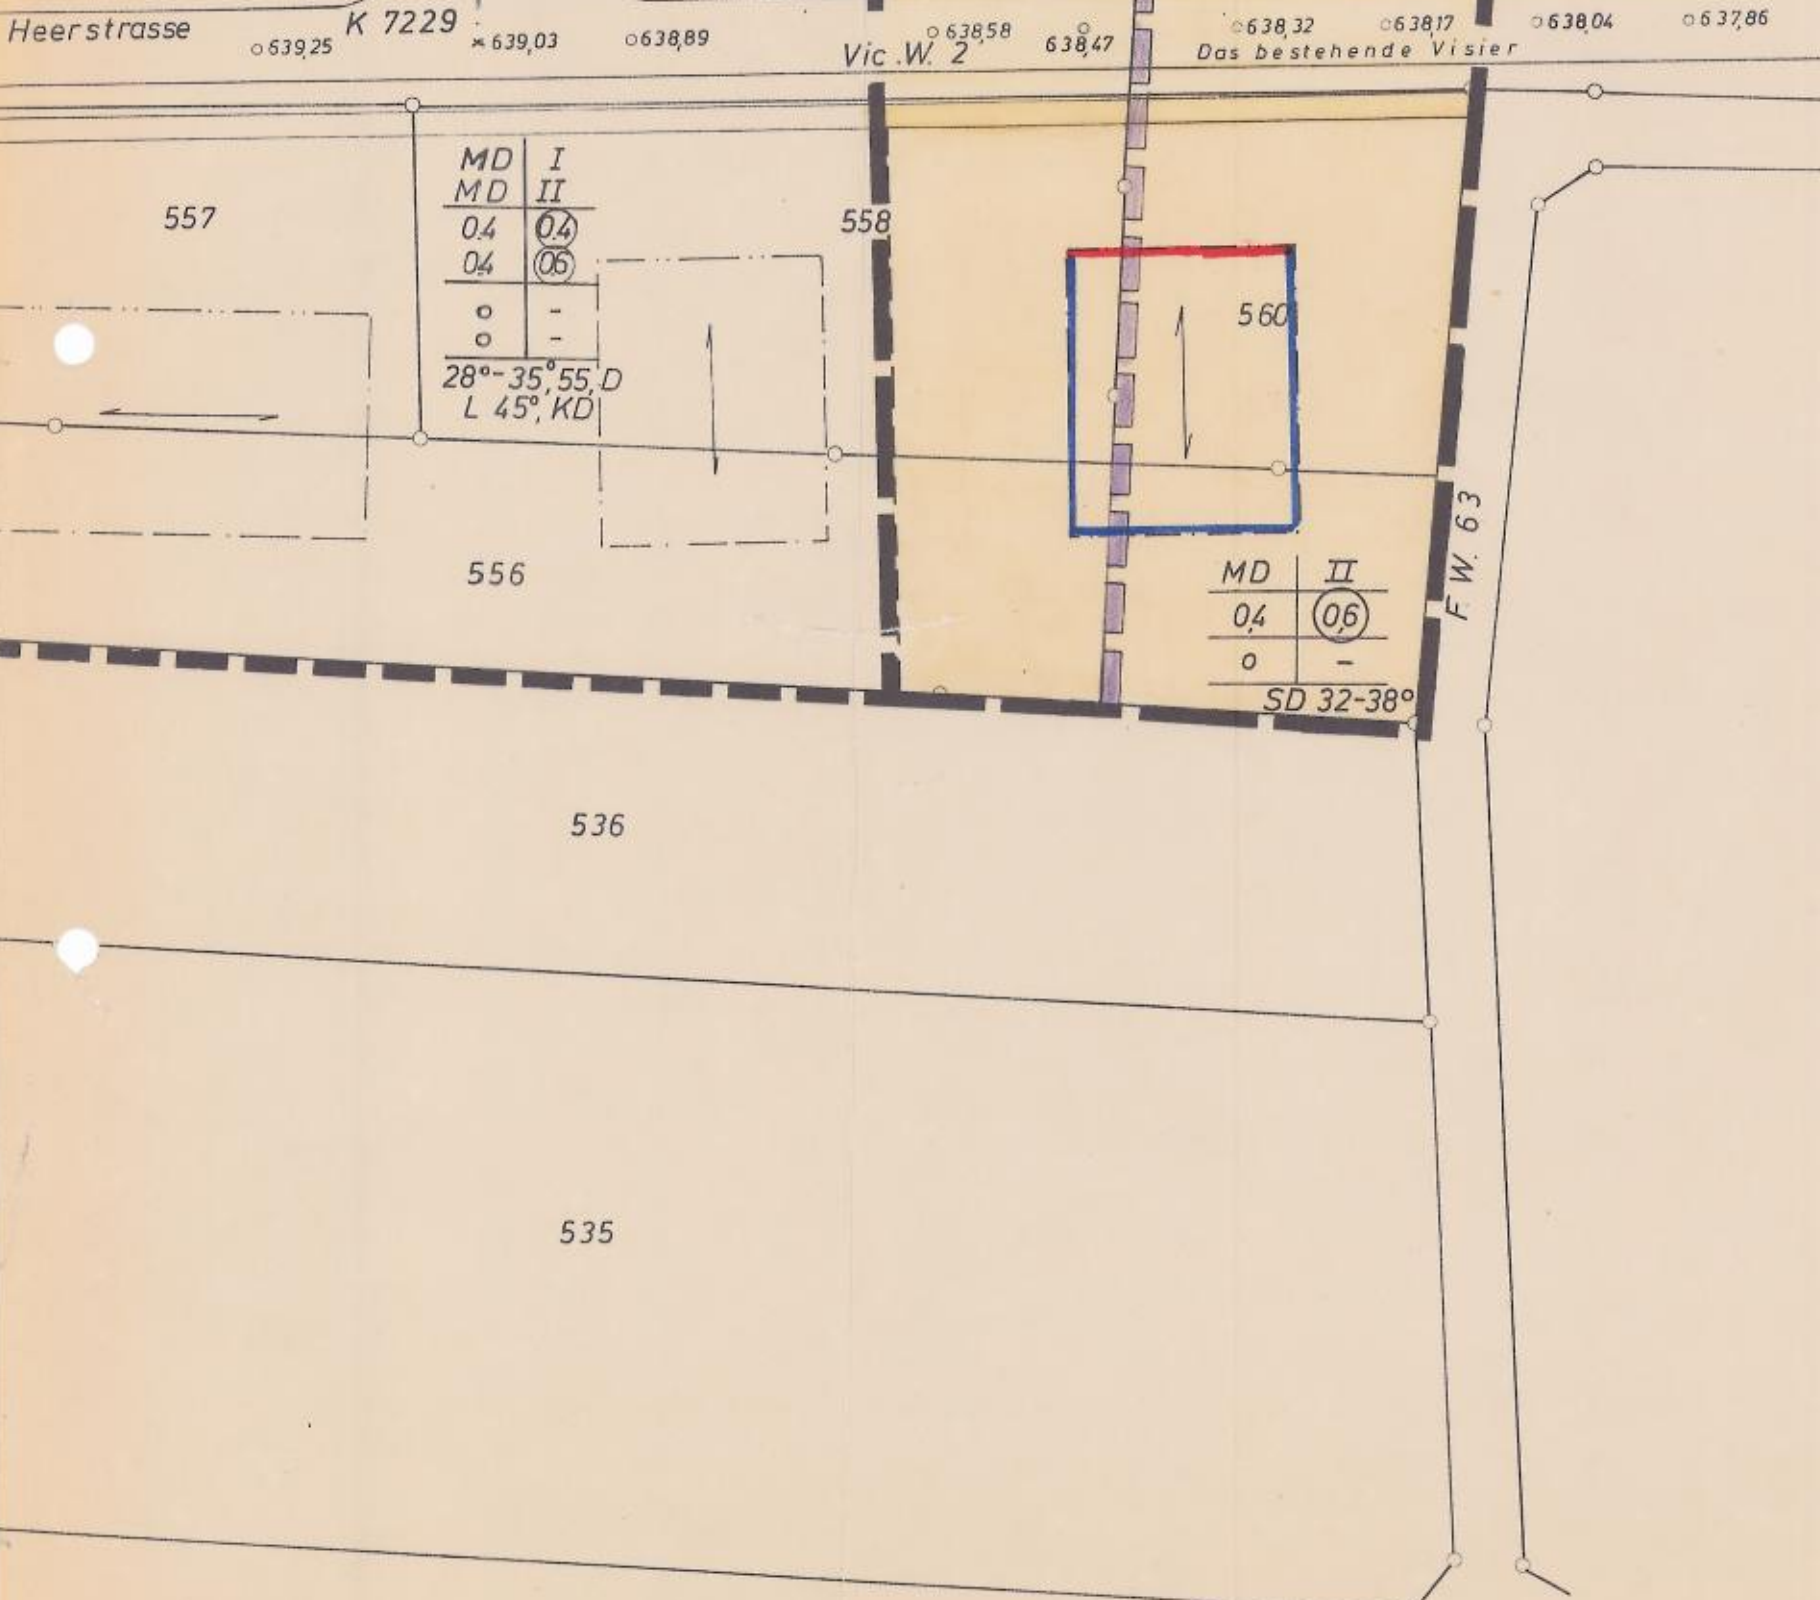 Heerstrasse K 7229
639,25 639,03 638,89 638,58 638,47 638,32 638,17 638,04 637,86
Vic.W. 2
Das bestehende Visier
MD I
MD II
0.4 0.4
0.4 0.6
o -
o -
28°-35°,55,D
L 45°, KD
557
558
560
556
F W. 63
MD II
0,4 0,6
o -
SD 32-38°
536
535